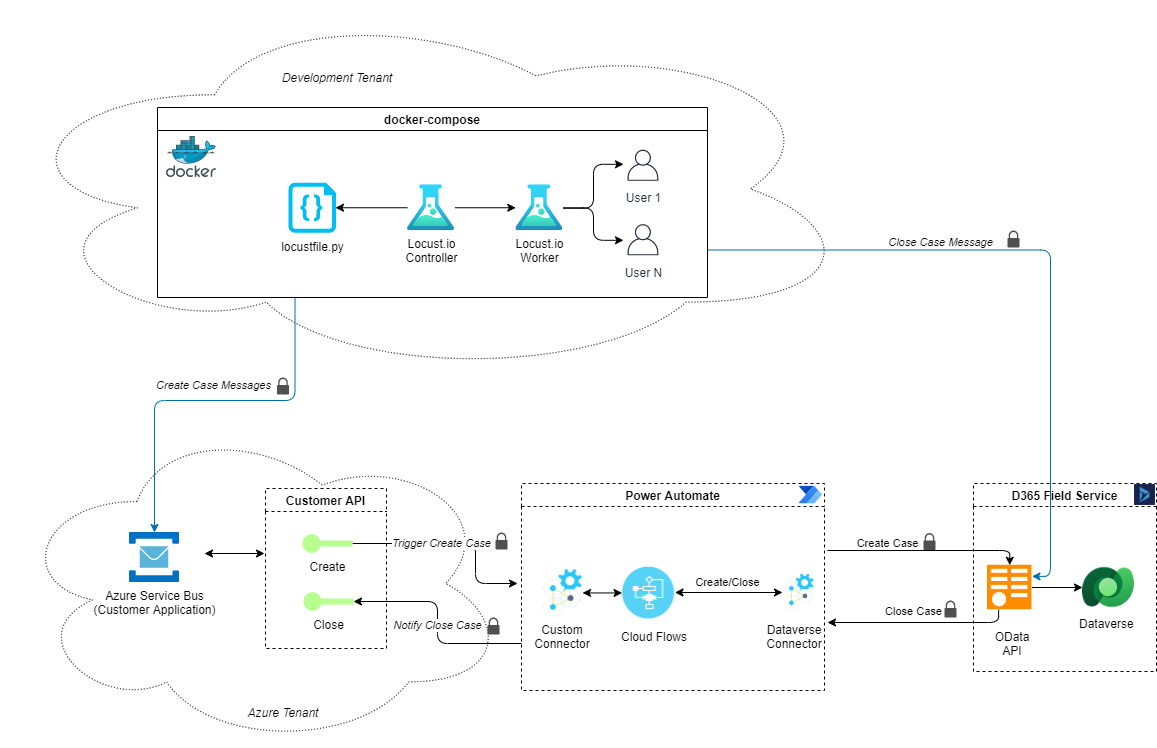 Development Tenant
docker-compose
docker
locustfile.py
Locust.io
Controller
Locust.io
Worker
User 1
User N
Close Case Message
Create Case Messages
Azure Service Bus
(Customer Application)
Customer API
Create
Close
Trigger Create Case
Notify Close Case
Azure Tenant
Power Automate
Custom
Connector
Cloud Flows
Create/Close
Dataverse
Connector
Create Case
Close Case
D365 Field Service
OData
API
Dataverse